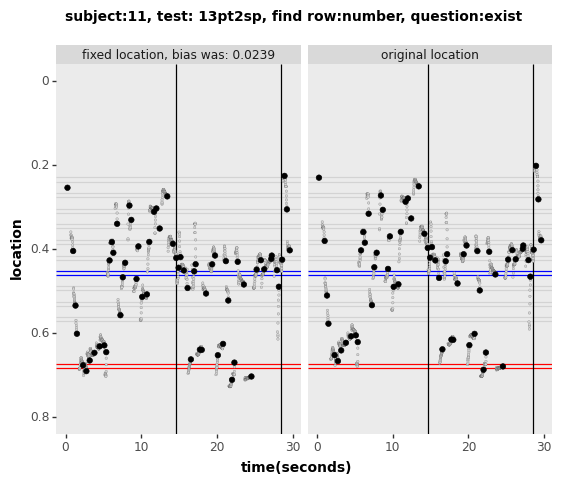 subject:11, test: 13pt2sp, find row:number, question:exist
fixed location, bias was: 0.0239
original location
0
0.2
0.4
0.6
0.8
location
0 10 20 30
0 10 20 30
time(seconds)